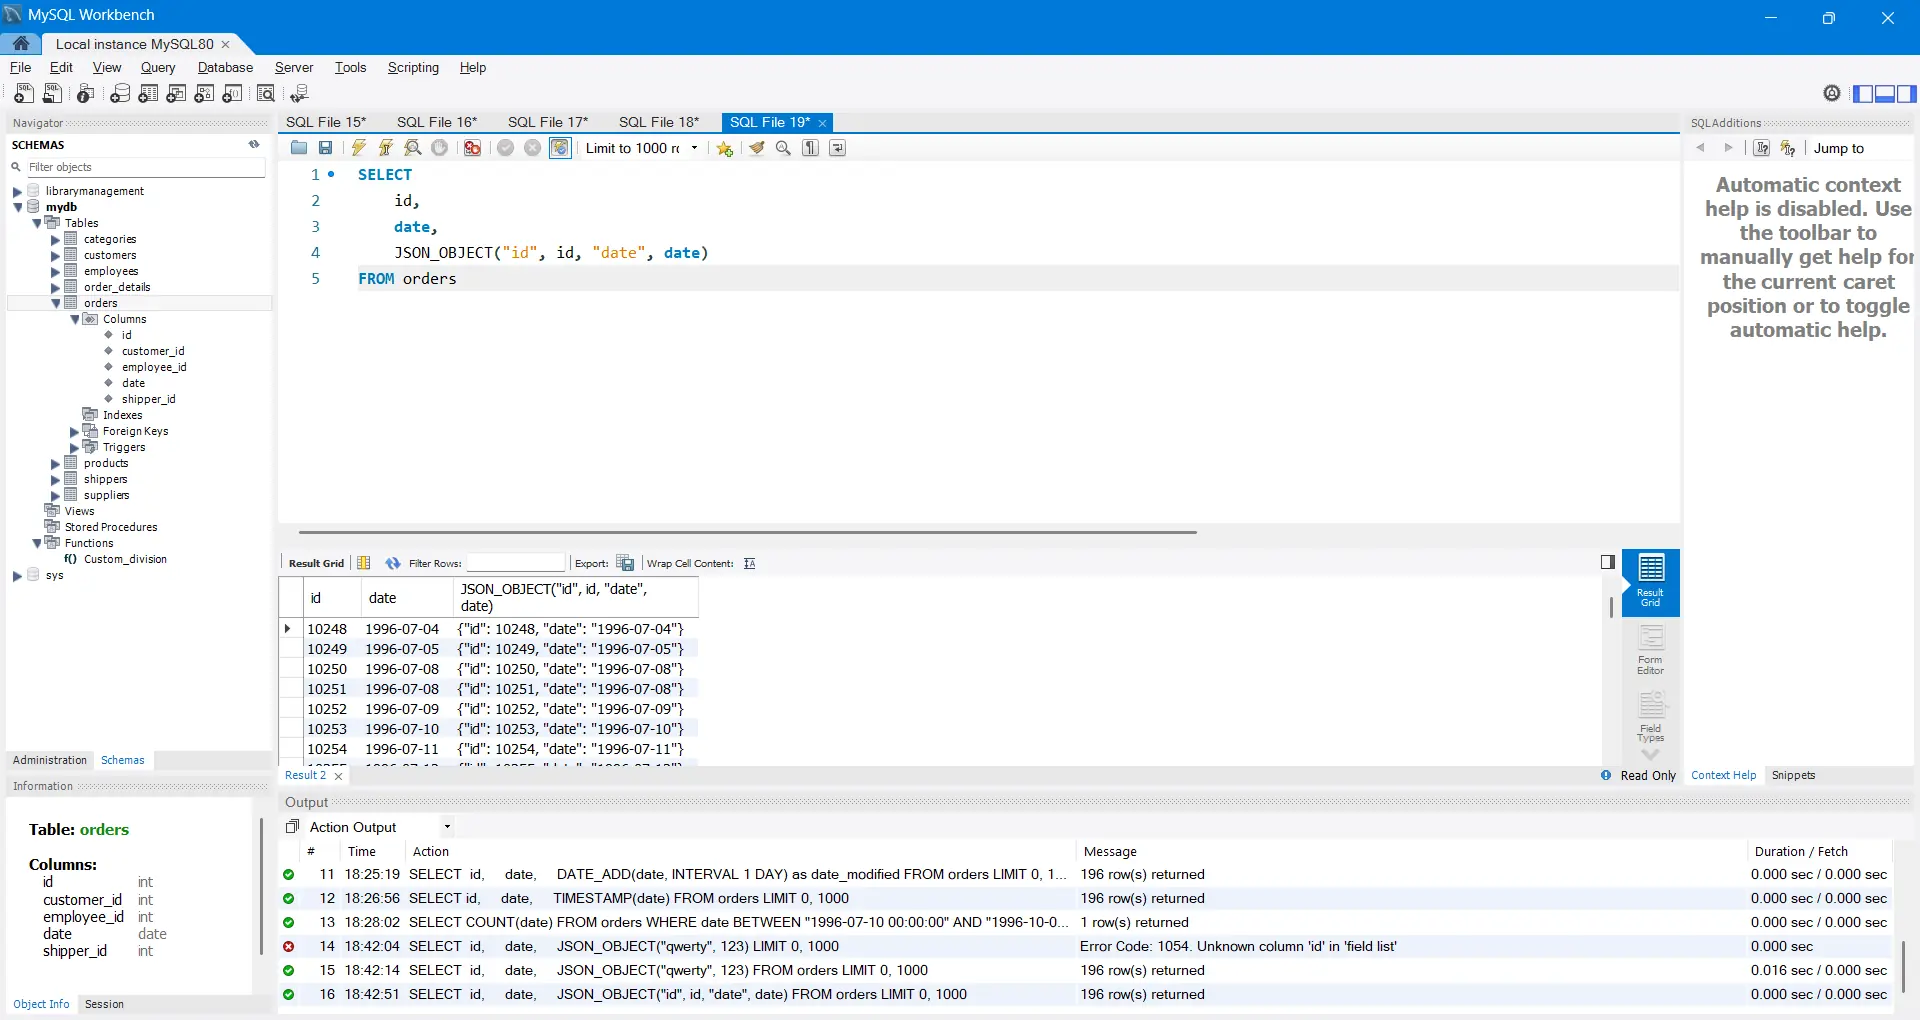 MySQL Workbench
Local instance MySQL80
File Edit View Query Database Server Tools Scripting Help
Navigator
SCHEMAS
Filter objects
librarymanagement
mydb
Tables
categories
customers
employees
order_details
orders
Columns
id
customer_id
employee_id
date
shipper_id
Indexes
Foreign Keys
Triggers
products
shippers
suppliers
Views
Stored Procedures
Functions
f() Custom_division
sys
Administration Schemas
Information
Table: orders
Columns:
id int
customer_id int
employee_id int
date date
shipper_id int
Object Info Session
SQL File 15* SQL File 16* SQL File 17* SQL File 18* SQL File 19*
Limit to 1000 rc
1 SELECT
2 id,
3 date,
4 JSON_OBJECT("id", id, "date", date)
5 FROM orders
Result Grid Filter Rows: Export: Wrap Cell Content: IA
id date JSON_OBJECT("id", id, "date", date)
10248 1996-07-04 {"id": 10248, "date": "1996-07-04"}
10249 1996-07-05 {"id": 10249, "date": "1996-07-05"}
10250 1996-07-08 {"id": 10250, "date": "1996-07-08"}
10251 1996-07-08 {"id": 10251, "date": "1996-07-08"}
10252 1996-07-09 {"id": 10252, "date": "1996-07-09"}
10253 1996-07-10 {"id": 10253, "date": "1996-07-10"}
10254 1996-07-11 {"id": 10254, "date": "1996-07-11"}
Result Grid
Form Editor
Field Types
Result 2
Read Only
SQLAdditions
Jump to
Automatic context
help is disabled. Use
the toolbar to
manually get help for
the current caret
position or to toggle
automatic help.
Context Help Snippets
Output
Action Output
# Time Action Message Duration / Fetch
11 18:25:19 SELECT id, date, DATE_ADD(date, INTERVAL 1 DAY) as date_modified FROM orders LIMIT 0, 1... 196 row(s) returned 0.000 sec / 0.000 sec
12 18:26:56 SELECT id, date, TIMESTAMP(date) FROM orders LIMIT 0, 1000 196 row(s) returned 0.000 sec / 0.000 sec
13 18:28:02 SELECT COUNT(date) FROM orders WHERE date BETWEEN "1996-07-10 00:00:00" AND "1996-10-0... 1 row(s) returned 0.000 sec / 0.000 sec
14 18:42:04 SELECT id, date, JSON_OBJECT("qwerty", 123) LIMIT 0, 1000 Error Code: 1054. Unknown column 'id' in 'field list' 0.000 sec
15 18:42:14 SELECT id, date, JSON_OBJECT("qwerty", 123) FROM orders LIMIT 0, 1000 196 row(s) returned 0.016 sec / 0.000 sec
16 18:42:51 SELECT id, date, JSON_OBJECT("id", id, "date", date) FROM orders LIMIT 0, 1000 196 row(s) returned 0.000 sec / 0.000 sec